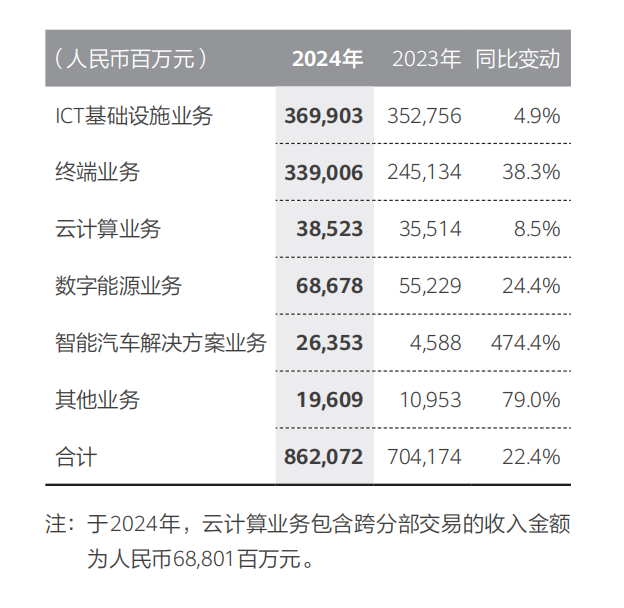 （人民币百万元） 2024年 2023年 同比变动
ICT基础设施业务 369,903 352,756 4.9%
终端业务 339,006 245,134 38.3%
云计算业务 38,523 35,514 8.5%
数字能源业务 68,678 55,229 24.4%
智能汽车解决方案业务 26,353 4,588 474.4%
其他业务 19,609 10,953 79.0%
合计 862,072 704,174 22.4%
注：于2024年，云计算业务包含跨分部交易的收入金额
为人民币68,801百万元。